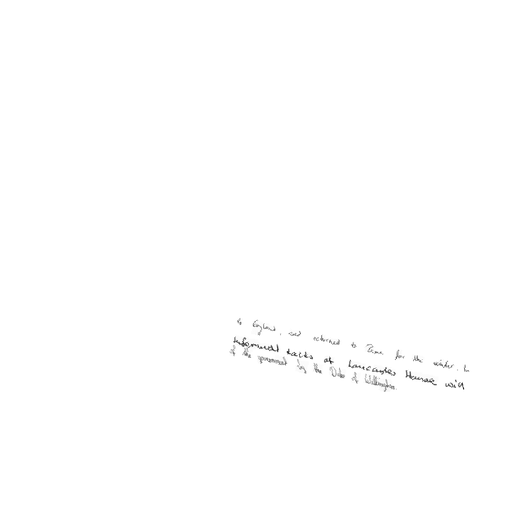 to England, and returned to Rome for the winter. In
informal talks at Lancaster House will
of the government by the Duke of Wellington